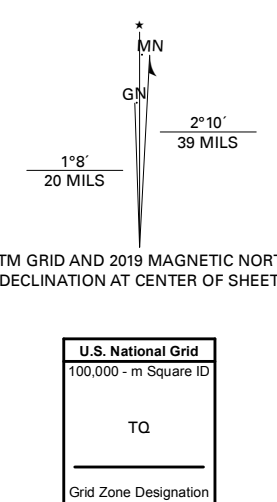 MN
GN
2°10´
39 MILS
1°8´
20 MILS
TM GRID AND 2019 MAGNETIC NORT
DECLINATION AT CENTER OF SHEET
U.S. National Grid
100,000 - m Square ID
TQ
Grid Zone Designation